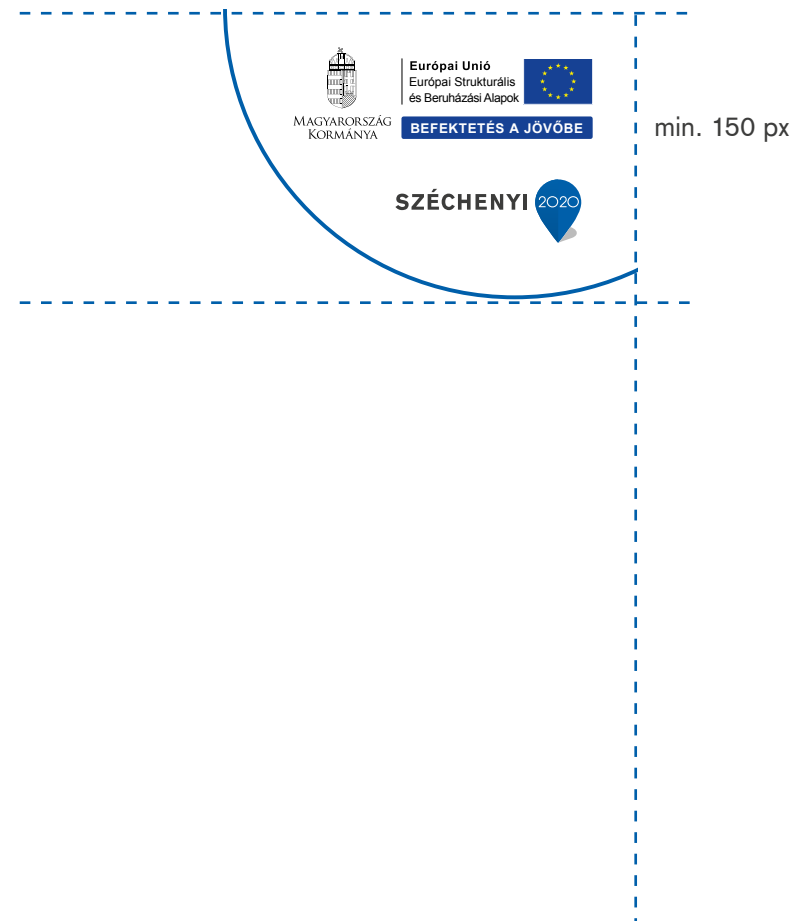 Európai Unió
Európai Strukturális
és Beruházási Alapok
MAGYARORSZÁG
KORMÁNYA
BEFEKTETÉS A JÖVŐBE
min. 150 px
SZÉCHENYI 2020